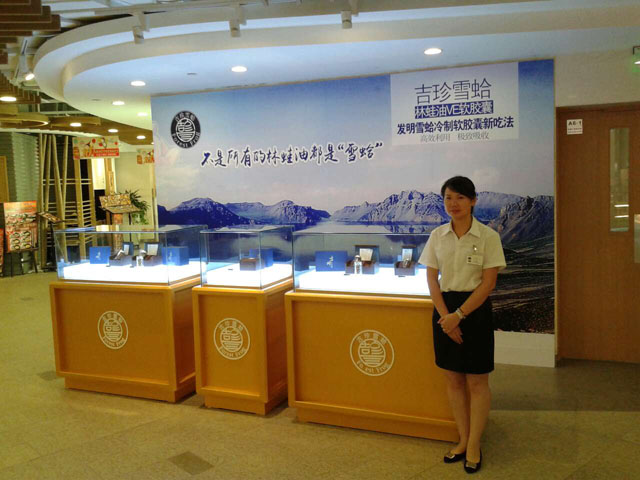 吉珍雪蛤
林蛙油VE软胶囊
发明雪蛤冷制软胶囊新吃法
高效利用 极致吸收
不是所有的林蛙油都是“雪蛤”